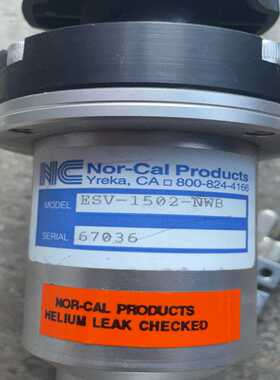 NC Nor-Cal Products
Yreka, CA □ 800-824-4166
MODEL ESV-1502-NWB
SERIAL 67036
NOR-CAL PRODUCTS
HELIUM LEAK CHECKED